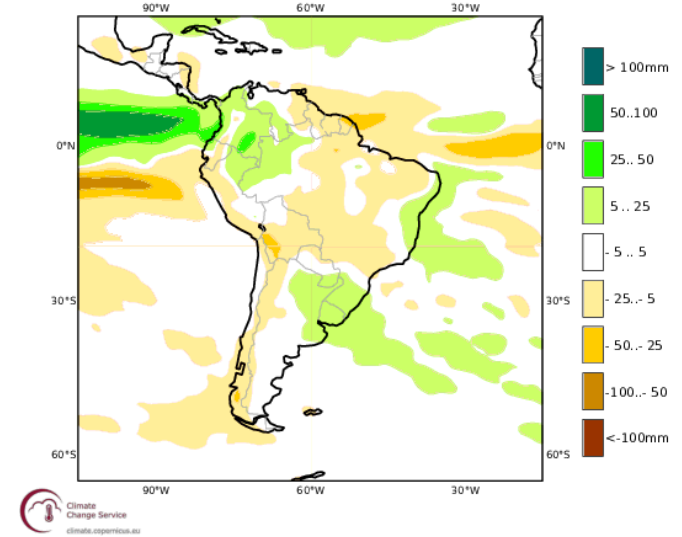 90°W 60°W 30°W
0°N 0°N
30°S 30°S
60°S 60°S
90°W 60°W 30°W
> 100mm
50..100
25.. 50
5 .. 25
- 5 .. 5
- 25..- 5
- 50..- 25
-100..- 50
<-100mm
Climate
Change Service
climate.copernicus.au